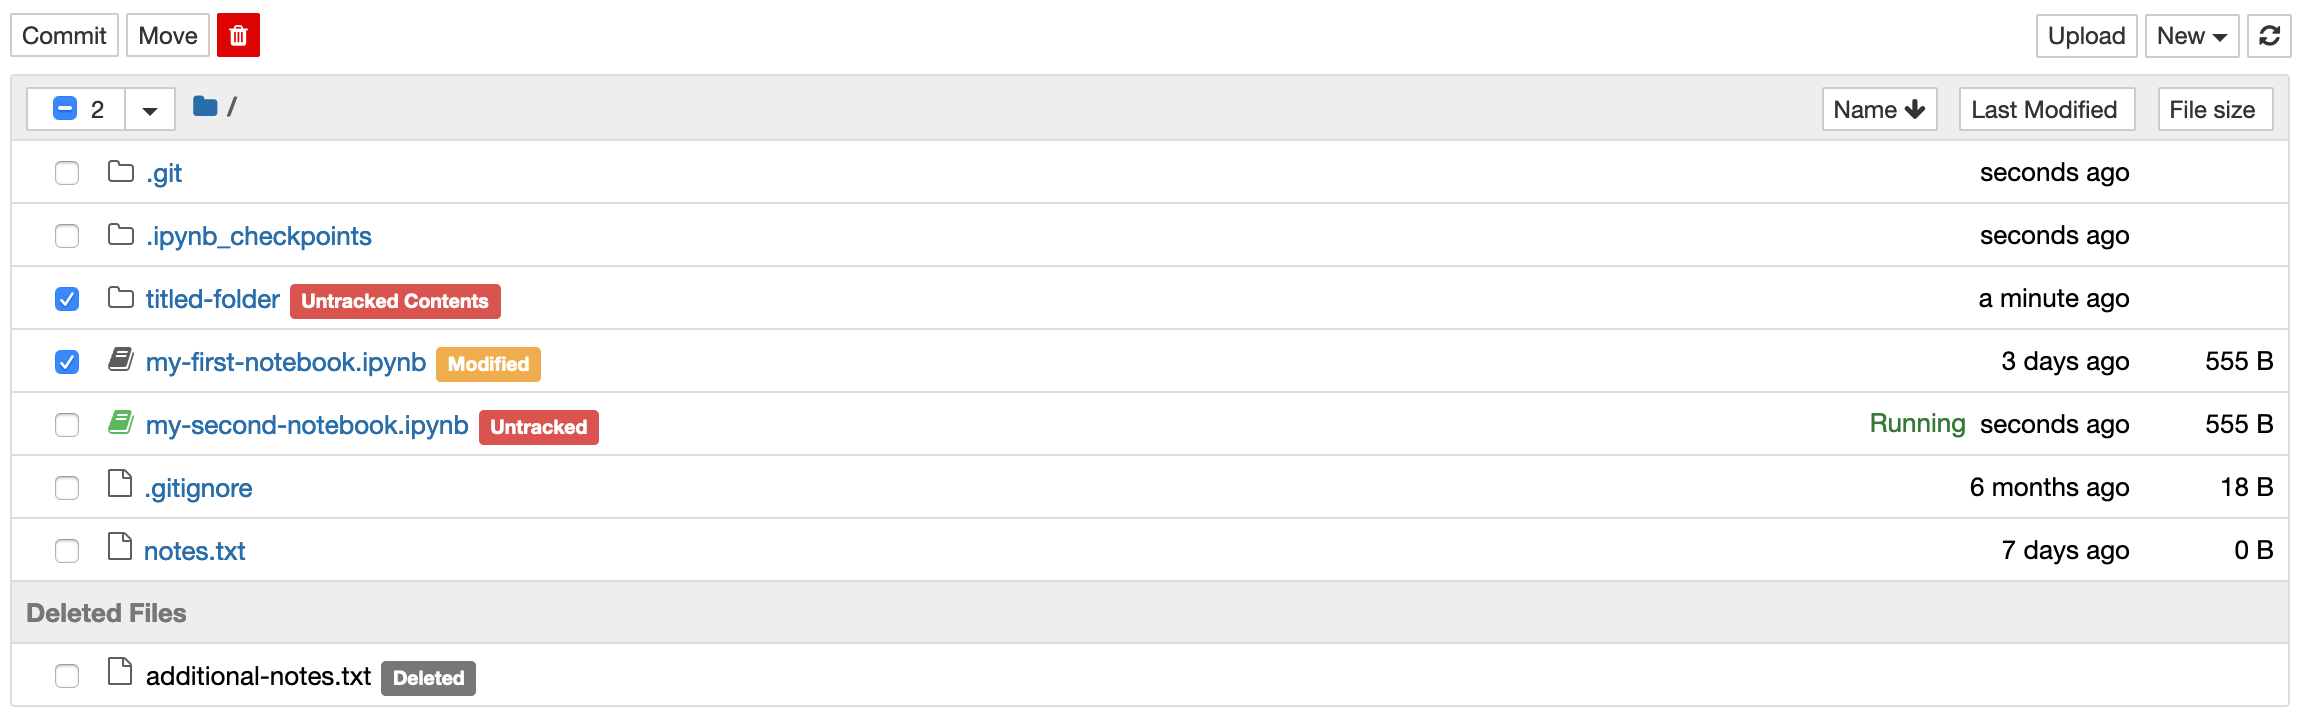 Commit Move Upload New
2 / Name Last Modified File size
.git seconds ago
.ipynb_checkpoints seconds ago
titled-folder Untracked Contents a minute ago
my-first-notebook.ipynb Modified 3 days ago 555 B
my-second-notebook.ipynb Untracked Running seconds ago 555 B
.gitignore 6 months ago 18 B
notes.txt 7 days ago 0 B
Deleted Files
additional-notes.txt Deleted